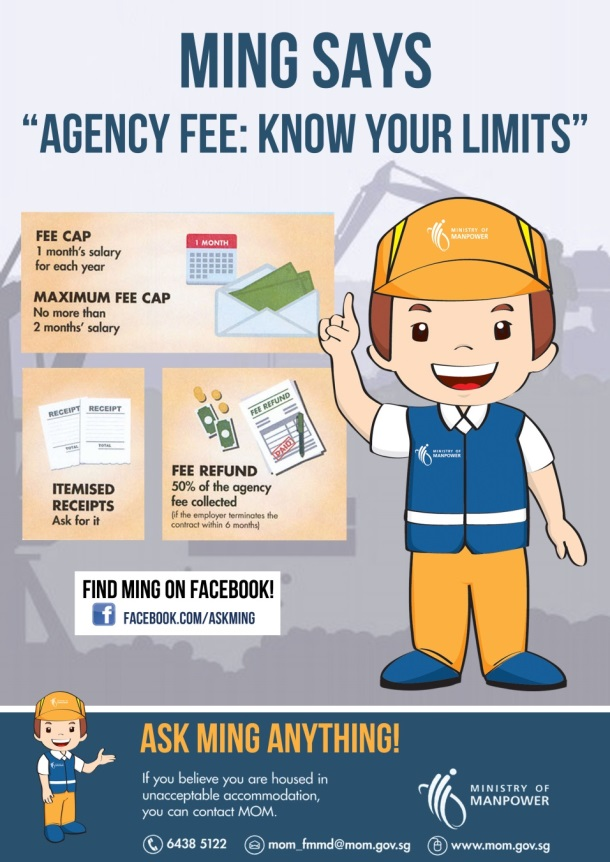 MING SAYS
“AGENCY FEE: KNOW YOUR LIMITS”
MINISTRY OF
MANPOWER
FEE CAP
1 month’s salary
for each year
1 MONTH
MAXIMUM FEE CAP
No more than
2 months’ salary
RECEIPT
TOTAL
RECEIPT
TOTAL
ITEMISED
RECEIPTS
Ask for it
FEE REFUND
PAID
FEE REFUND
50% of the agency
fee collected
(if the employer terminates the
contract within 6 months)
MINISTRY OF
MANPOWER
FIND MING ON FACEBOOK!
f FACEBOOK.COM/ASKMING
ASK MING ANYTHING!
If you believe you are housed in
unacceptable accommodation,
you can contact MOM.
MINISTRY OF
MANPOWER
6438 5122 mom_fmmd@mom.gov.sg www.mom.gov.sg